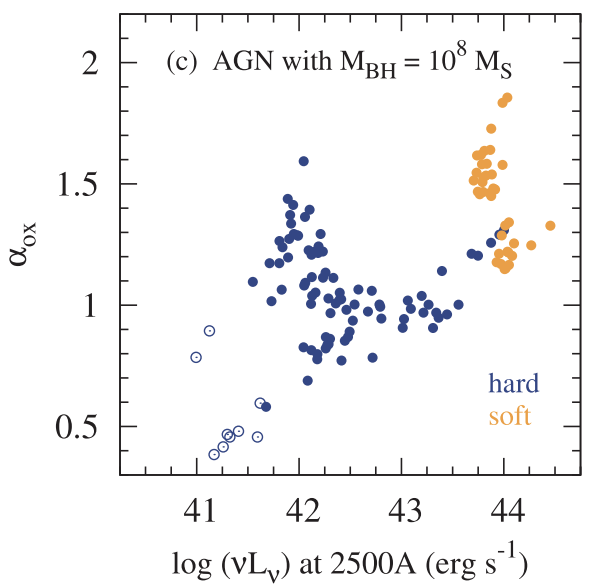 (c) AGN with M_BH = 10^8 M_S
2
1.5
1
0.5
α_ox
hard
soft
41 42 43 44
log (νL_ν) at 2500A (erg s^-1)